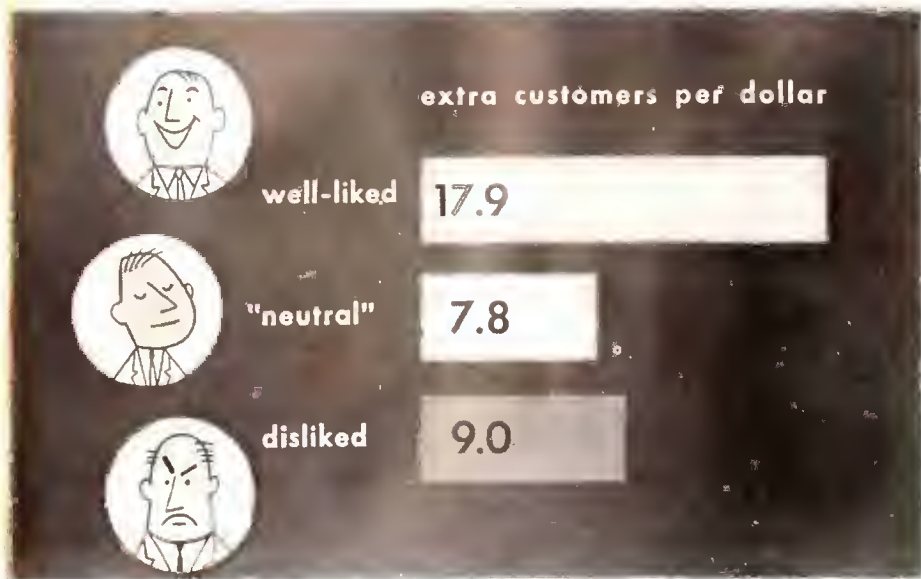 extra customers per dollar
well-liked 17.9
"neutral" 7.8
disliked 9.0